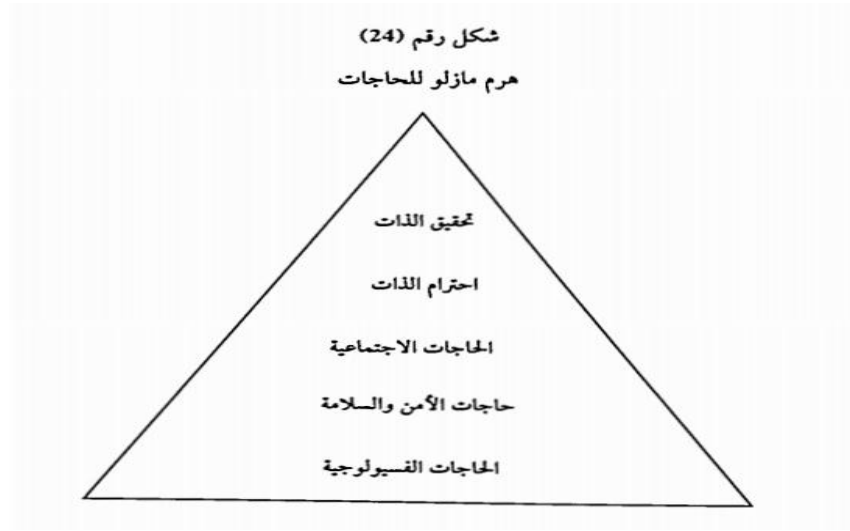 شكل رقم (24)
هرم مازلو للحاجات
تحقيق الذات
احترام الذات
الحاجات الاجتماعية
حاجات الأمن والسلامة
الحاجات الفسيولوجية